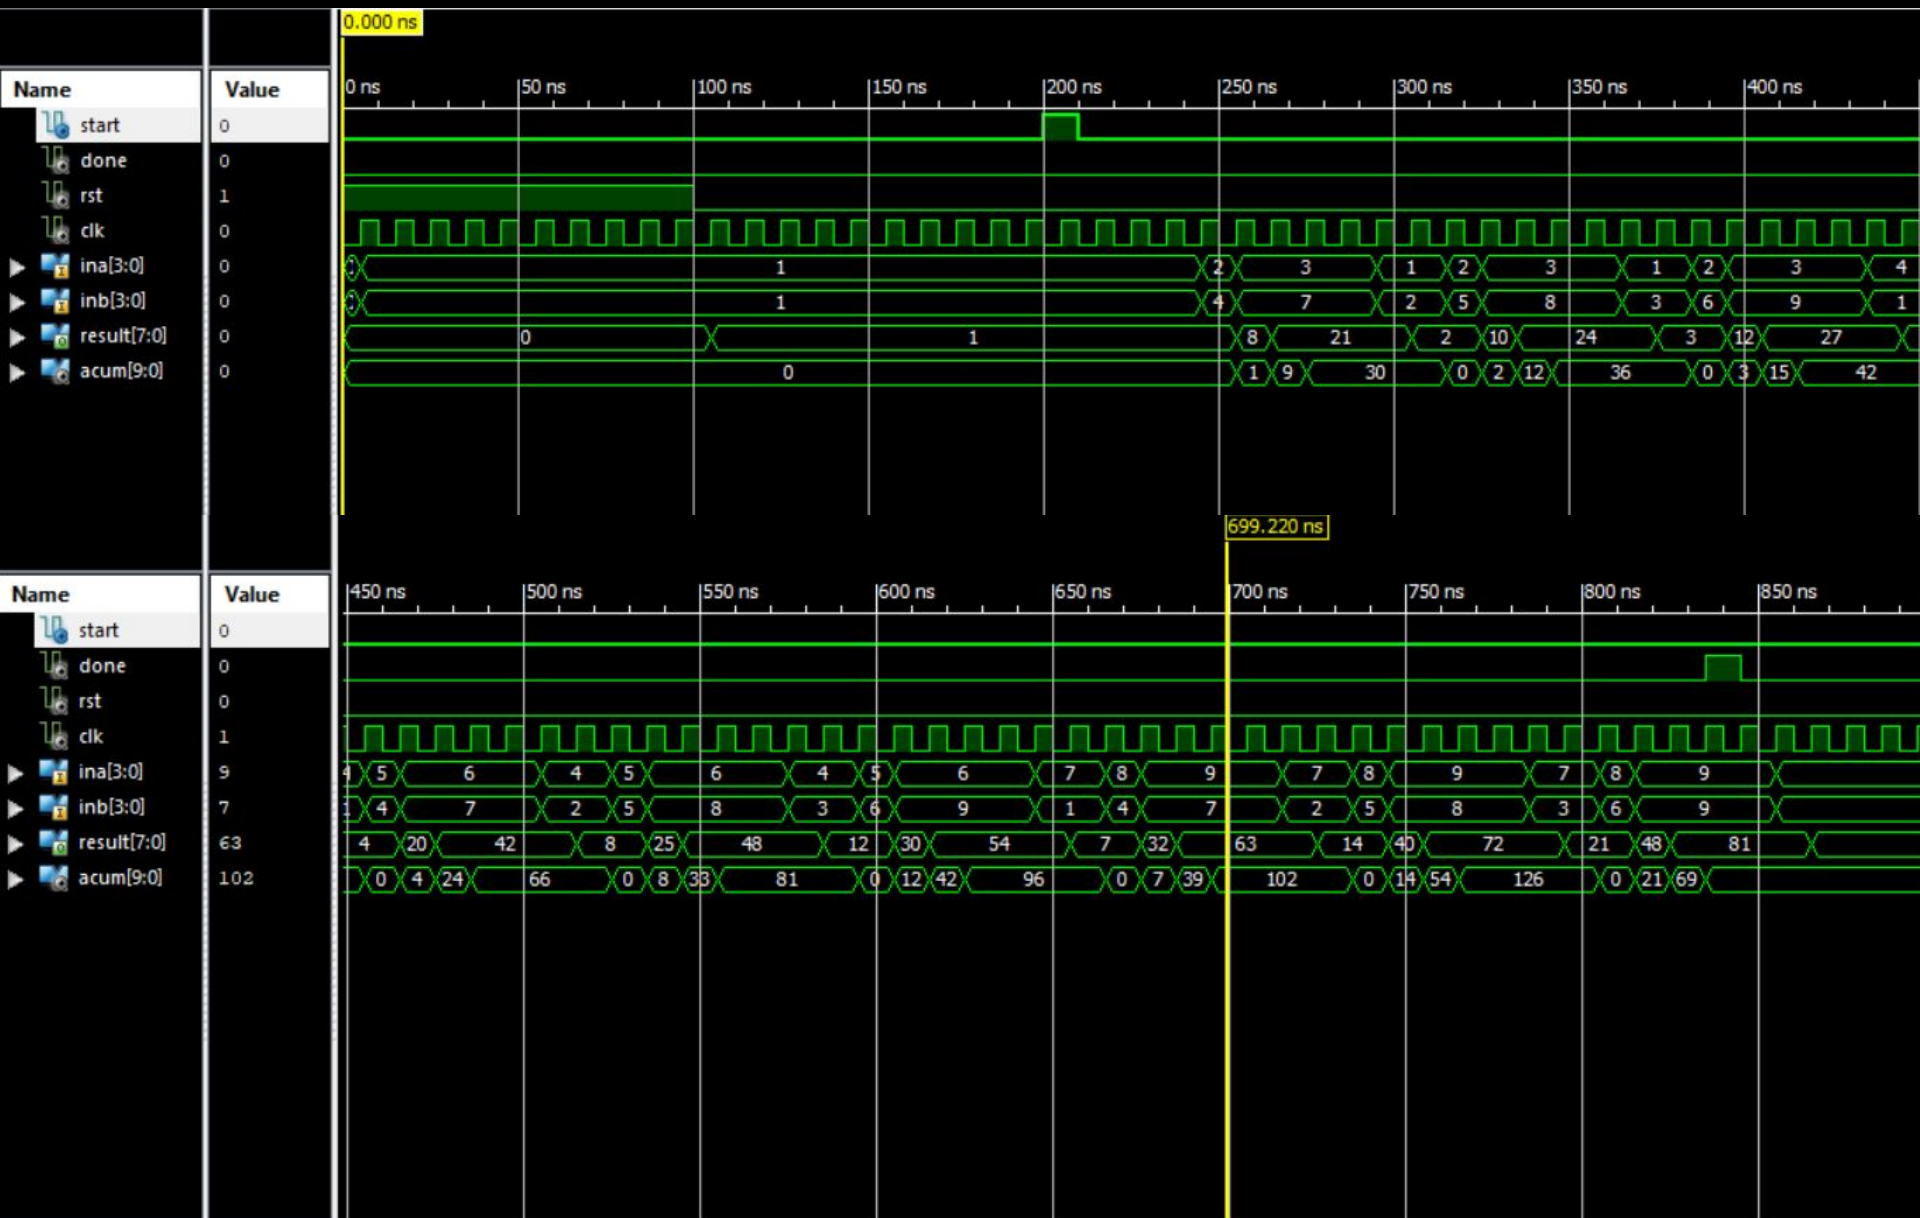 0.000 ns
Name Value 0 ns 50 ns 100 ns 150 ns 200 ns 250 ns 300 ns 350 ns 400 ns
start 0
done 0
rst 1
clk 0
ina[3:0] 0 1 2 3 1 2 3 1 2 3 4
inb[3:0] 0 1 4 7 2 5 8 3 6 9 1
result[7:0] 0 0 1 8 21 2 10 24 3 12 27
acum[9:0] 0 0 1 9 30 0 2 12 36 0 3 15 42
699.220 ns
Name Value 450 ns 500 ns 550 ns 600 ns 650 ns 700 ns 750 ns 800 ns 850 ns
start 0
done 0
rst 0
clk 1
ina[3:0] 9 5 6 4 5 6 4 5 6 7 8 9 7 8 9 7 8 9
inb[3:0] 7 4 7 2 5 8 3 6 9 1 4 7 2 5 8 3 6 9
result[7:0] 63 4 20 42 8 25 48 12 30 54 7 32 63 14 40 72 21 48 81
acum[9:0] 102 0 4 24 66 0 8 33 81 0 12 42 96 0 7 39 102 0 14 54 126 0 21 69